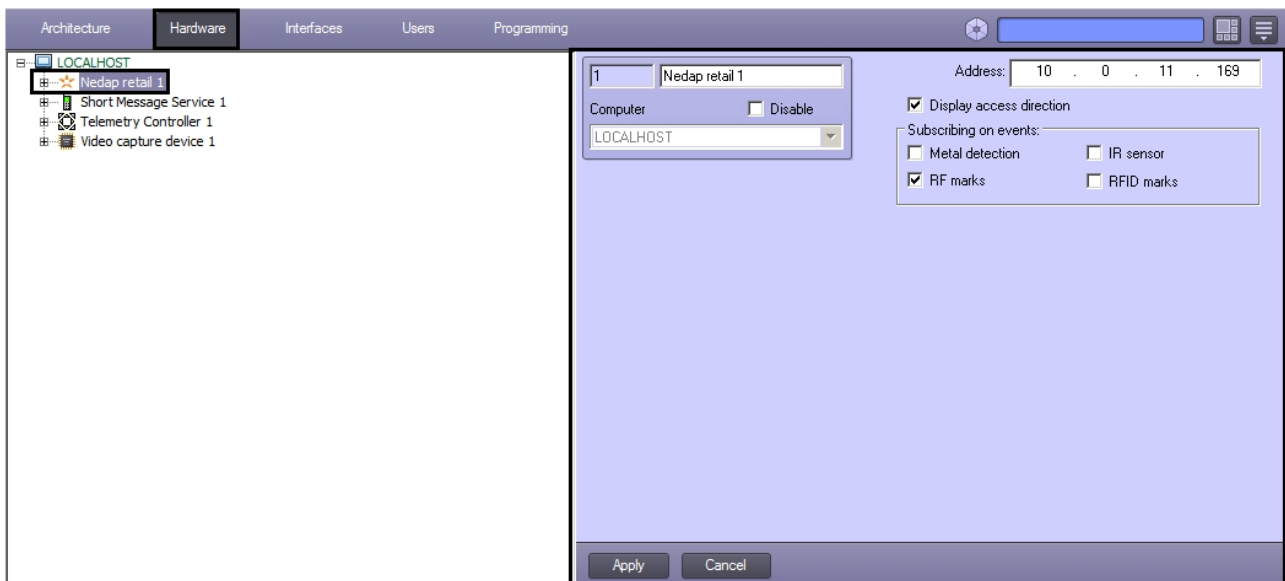 Architecture Hardware Interfaces Users Programming
LOCALHOST
Nedap retail 1
Short Message Service 1
Telemetry Controller 1
Video capture device 1
1 Nedap retail 1
Computer Disable
LOCALHOST
Address: 10 . 0 . 11 . 169
Display access direction
Subscribing on events:
Metal detection IR sensor
RF marks RFID marks
Apply Cancel